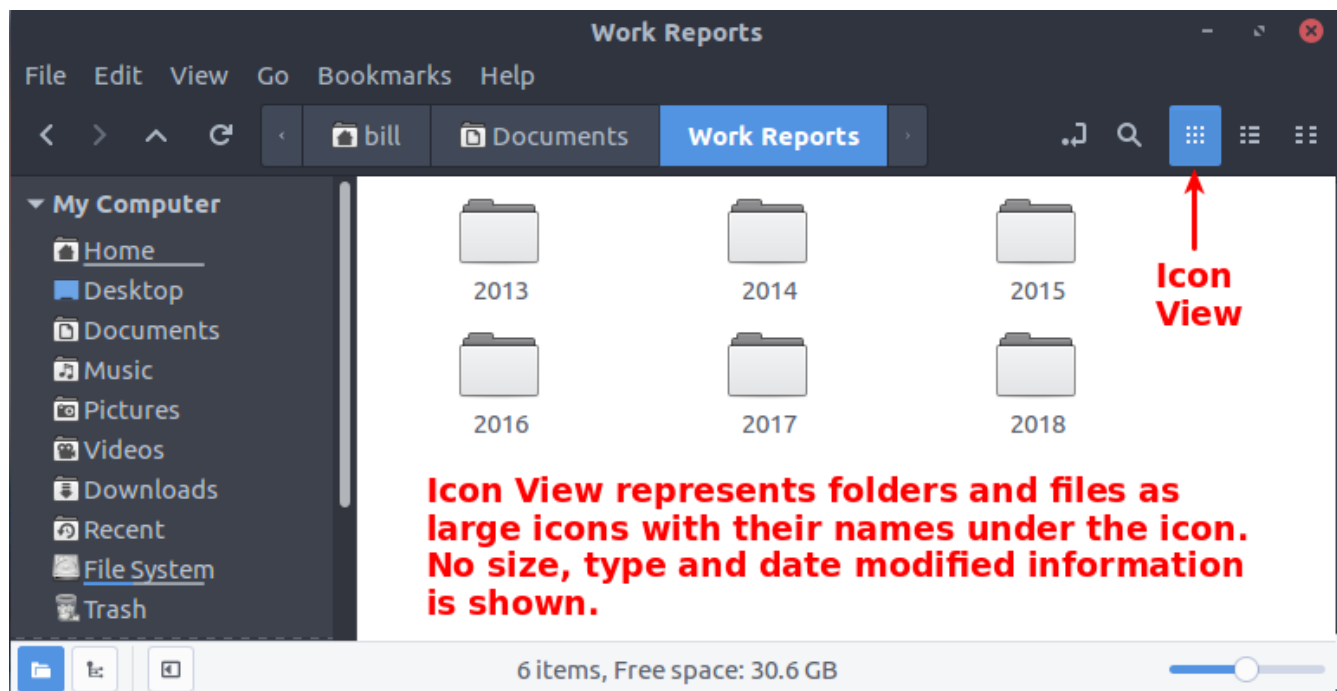 Work Reports
File Edit View Go Bookmarks Help
bill Documents Work Reports
My Computer
Home
Desktop
Documents
Music
Pictures
Videos
Downloads
Recent
File System
Trash
2013 2014 2015
2016 2017 2018
Icon
View
Icon View represents folders and files as
large icons with their names under the icon.
No size, type and date modified information
is shown.
6 items, Free space: 30.6 GB